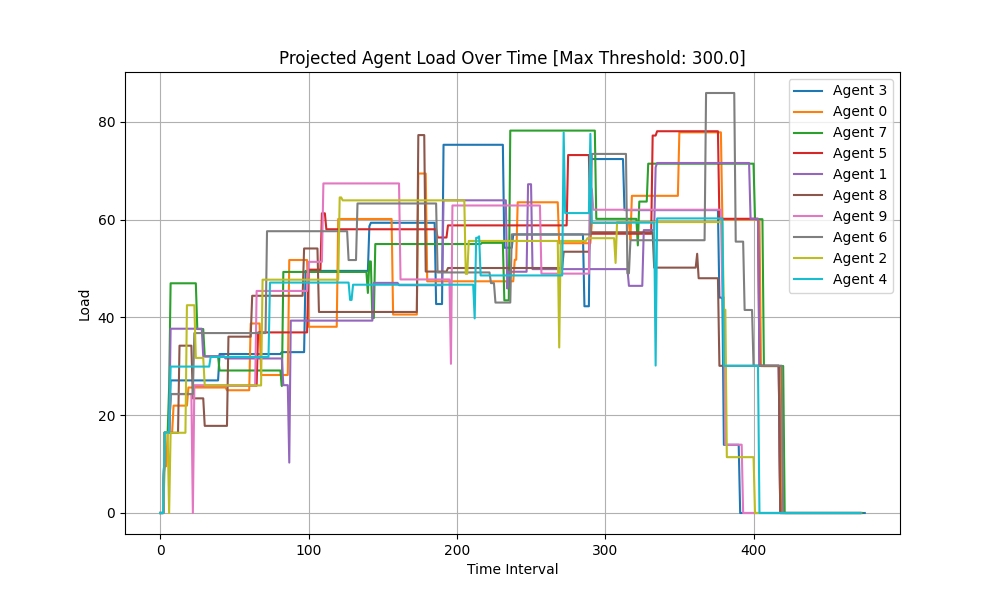 Projected Agent Load Over Time [Max Threshold: 300.0]
Load
80
60
40
20
0
0 100 200 300 400
Time Interval
Agent 3
Agent 0
Agent 7
Agent 5
Agent 1
Agent 8
Agent 9
Agent 6
Agent 2
Agent 4